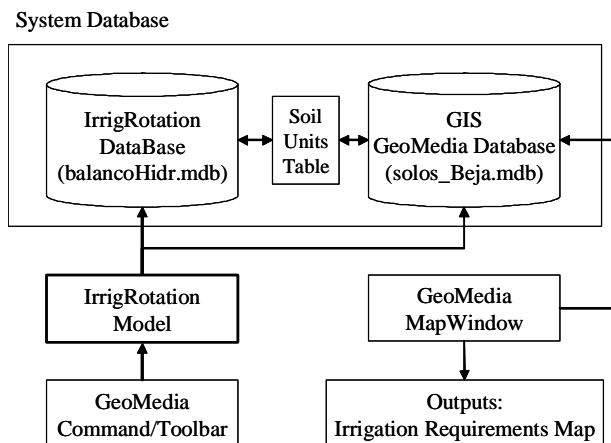 System Database
IrrigRotation
DataBase
(balancoHidr.mdb)
Soil
Units
Table
GIS
GeoMedia Database
(solos_Beja.mdb)
IrrigRotation
Model
GeoMedia
MapWindow
GeoMedia
Command/Toolbar
Outputs:
Irrigation Requirements Map